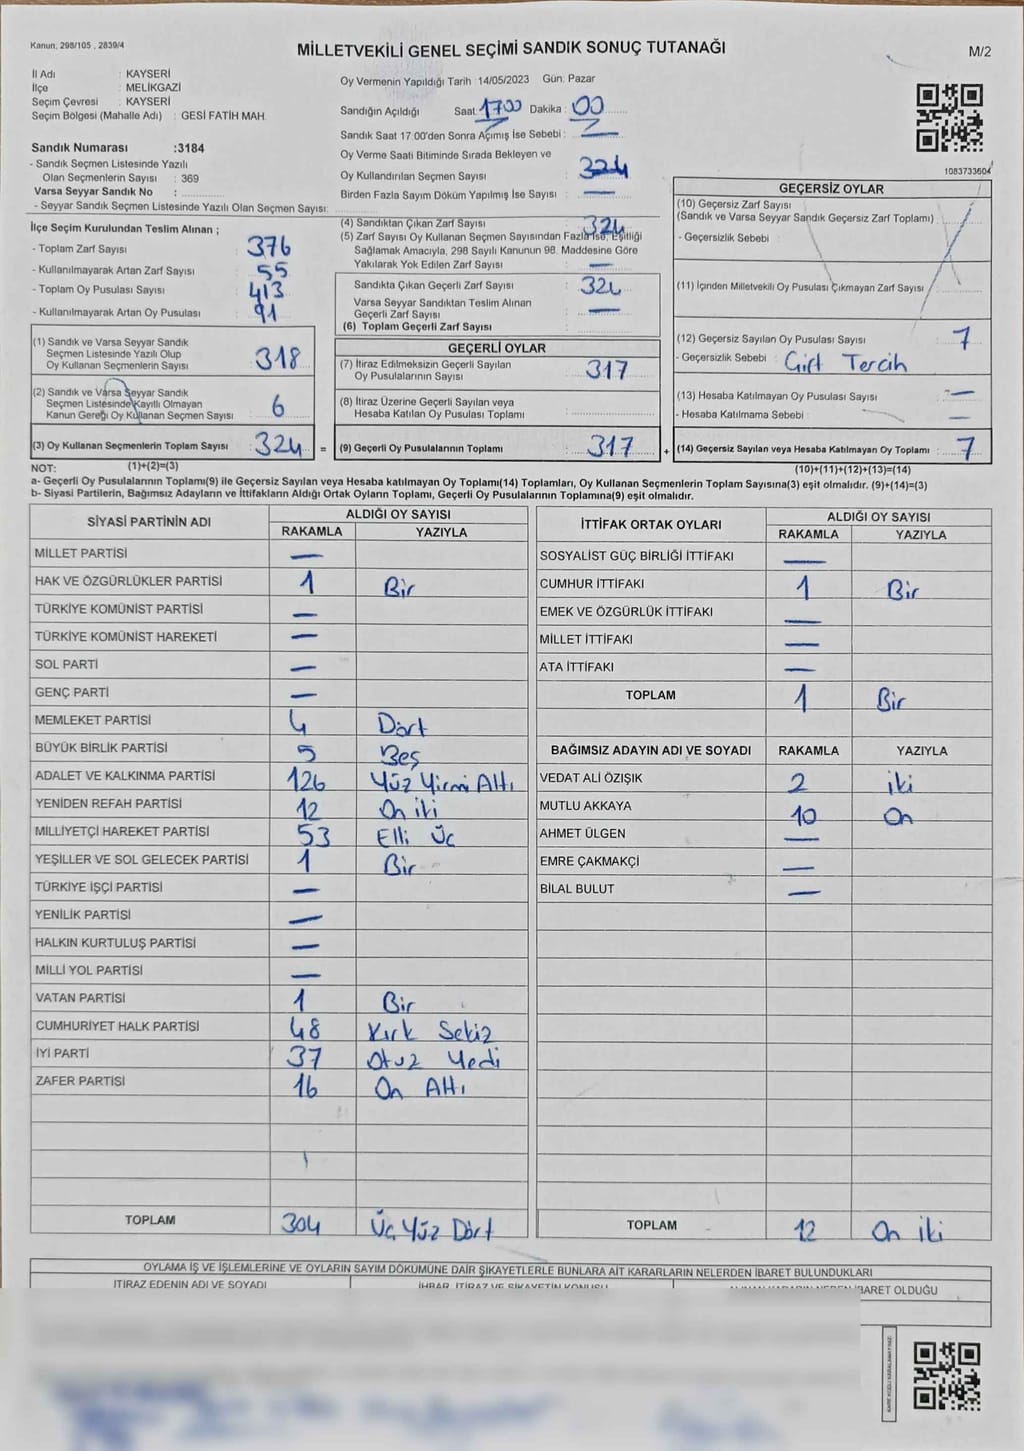 Kanun, 298/105 , 2839/4
MİLLETVEKİLİ GENEL SEÇİMİ SANDIK SONUÇ TUTANAĞI
M/2
İl Adı : KAYSERİ
İlçe : MELİKGAZİ
Seçim Çevresi : KAYSERİ
Seçim Bölgesi (Mahalle Adı) : GESİ FATİH MAH.
Sandık Numarası :3184
- Sandık Seçmen Listesinde Yazılı
Olan Seçmenlerin Sayısı : 369
Varsa Seyyar Sandık No :
- Seyyar Sandık Seçmen Listesinde Yazılı Olan Seçmen Sayısı:
Oy Vermenin Yapıldığı Tarih :14/05/2023 Gün: Pazar
Sandığın Açıldığı Saat: 1700 Dakika : 00
Sandık Saat 17.00'den Sonra Açımış İse Sebebi : —
Oy Verme Saati Bitiminde Sırada Bekleyen ve
Oy Kullandırılan Seçmen Sayısı : 324
Birden Fazla Sayım Döküm Yapılmış İse Sayısı : —
1083733604
İlçe Seçim Kurulundan Teslim Alınan ;
- Toplam Zarf Sayısı : 376
- Kullanılmayarak Artan Zarf Sayısı : 55
- Toplam Oy Pusulası Sayısı : 413
- Kullanılmayarak Artan Oy Pusulası : 91
(4) Sandıktan Çıkan Zarf Sayısı : 324
(5) Zarf Sayısı Oy Kullanan Seçmen Sayısından Fazla İse, Eşitliği
Sağlamak Amacıyla, 298 Sayılı Kanunun 98. Maddesine Göre
Yakılarak Yok Edilen Zarf Sayısı : —
Sandıkta Çıkan Geçerli Zarf Sayısı : 324
Varsa Seyyar Sandıktan Teslim Alınan
Geçerli Zarf Sayısı : —
(6) Toplam Geçerli Zarf Sayısı :
GEÇERSİZ OYLAR
(10) Geçersiz Zarf Sayısı
(Sandık ve Varsa Seyyar Sandık Geçersiz Zarf Toplamı) :
- Geçersizlik Sebebi :
(11) İçinden Milletvekili Oy Pusulası Çıkmayan Zarf Sayısı :
(12) Geçersiz Sayılan Oy Pusulası Sayısı : 7
- Geçersizlik Sebebi : Çift Tercih
(13) Hesaba Katılmayan Oy Pusulası Sayısı : —
- Hesaba Katılmama Sebebi : —
(1) Sandık ve Varsa Seyyar Sandık
Seçmen Listesinde Yazılı Olup
Oy Kullanan Seçmenlerin Sayısı : 318
(2) Sandık ve Varsa Seyyar Sandık
Seçmen Listesinde Kayıtlı Olmayan
Kanun Gereği Oy Kullanan Seçmen Sayısı : 6
GEÇERLİ OYLAR
(7) İtiraz Edilmeksizin Geçerli Sayılan
Oy Pusulalarının Sayısı : 317
(8) İtiraz Üzerine Geçerli Sayılan veya
Hesaba Katılan Oy Pusulası Toplamı :
(3) Oy Kullanan Seçmenlerin Toplam Sayısı : 324 = (9) Geçerli Oy Pusulalarının Toplamı : 317 + (14) Geçersiz Sayılan veya Hesaba Katılmayan Oy Toplamı : 7
NOT: (1)+(2)=(3)
(10)+(11)+(12)+(13)=(14)
a- Geçerli Oy Pusulalarının Toplamı(9) ile Geçersiz Sayılan veya Hesaba katılmayan Oy Toplamı(14) Toplamları, Oy Kullanan Seçmenlerin Toplam Sayısına(3) eşit olmalıdır. (9)+(14)=(3)
b- Siyasi Partilerin, Bağımsız Adayların ve İttifakların Aldığı Ortak Oyların Toplamı, Geçerli Oy Pusulalarının Toplamına(9) eşit olmalıdır.
SİYASİ PARTİNİN ADI ALDIĞI OY SAYISI
RAKAMLA YAZIYLA
MİLLET PARTİSİ —
HAK VE ÖZGÜRLÜKLER PARTİSİ 1 Bir
TÜRKİYE KOMÜNİST PARTİSİ —
TÜRKİYE KOMÜNİST HAREKETİ —
SOL PARTİ —
GENÇ PARTİ —
MEMLEKET PARTİSİ 4 Dört
BÜYÜK BİRLİK PARTİSİ 5 Beş
ADALET VE KALKINMA PARTİSİ 126 Yüz Yirmi Altı
YENİDEN REFAH PARTİSİ 12 On iki
MİLLİYETÇİ HAREKET PARTİSİ 53 Elli Üç
YEŞİLLER VE SOL GELECEK PARTİSİ 1 Bir
TÜRKİYE İŞÇİ PARTİSİ —
YENİLİK PARTİSİ —
HALKIN KURTULUŞ PARTİSİ —
MİLLİ YOL PARTİSİ —
VATAN PARTİSİ 1 Bir
CUMHURİYET HALK PARTİSİ 48 Kırk Sekiz
İYİ PARTİ 37 Otuz Yedi
ZAFER PARTİSİ 16 On Altı
TOPLAM 304 Üç Yüz Dört
İTTİFAK ORTAK OYLARI ALDIĞI OY SAYISI
RAKAMLA YAZIYLA
SOSYALİST GÜÇ BİRLİĞİ İTTİFAKI —
CUMHUR İTTİFAKI 1 Bir
EMEK VE ÖZGÜRLÜK İTTİFAKI —
MİLLET İTTİFAKI —
ATA İTTİFAKI —
TOPLAM 1 Bir
BAĞIMSIZ ADAYIN ADI VE SOYADI RAKAMLA YAZIYLA
VEDAT ALİ ÖZIŞIK 2 iki
MUTLU AKKAYA 10 On
AHMET ÜLGEN —
EMRE ÇAKMAKÇİ —
BİLAL BULUT —
TOPLAM 12 On iki
OYLAMA İŞ VE İŞLEMLERİNE VE OYLARIN SAYIM DÖKÜMÜNE DAİR ŞİKAYETLERLE BUNLARA AİT KARARLARIN NELERDEN İBARET BULUNDUKLARI
İTİRAZ EDENİN ADI VE SOYADI İHBAR, İTİRAZ VE ŞİKAYETİN KONUSU İBARET OLDUĞU